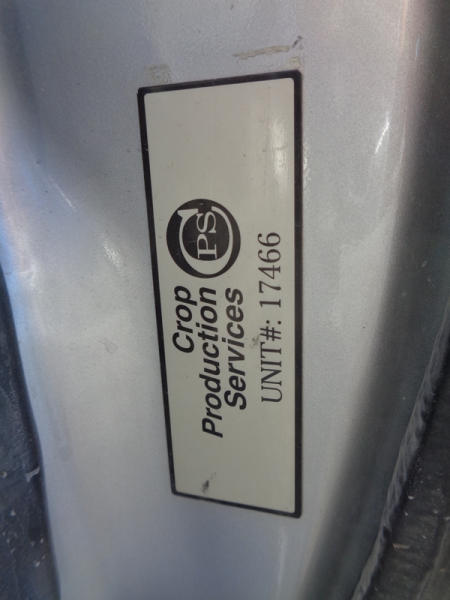 CPS
Crop
Production
Services
UNIT#: 17466